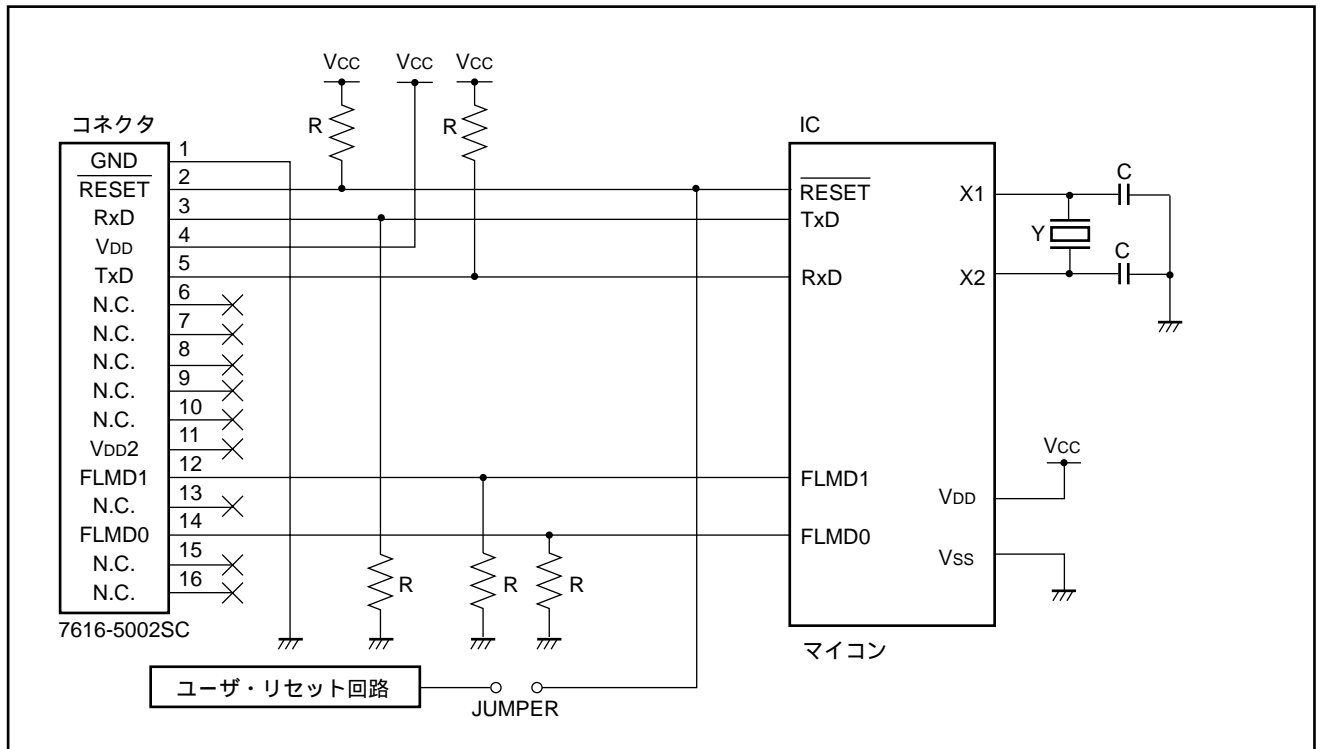 VCC VCC VCC
R R
コネクタ
1
GND
2
RESET
3
RxD
4
VDD
5
TxD
6
N.C.
7
N.C.
8
N.C.
9
N.C.
10
N.C.
11
VDD2
12
FLMD1
13
N.C.
14
FLMD0
15
N.C.
16
N.C.
7616-5002SC
R R R
ユーザ・リセット回路
JUMPER
IC
RESET X1
TxD
RxD X2
FLMD1
VDD
FLMD0
VSS
マイコン
C
Y
C
VCC